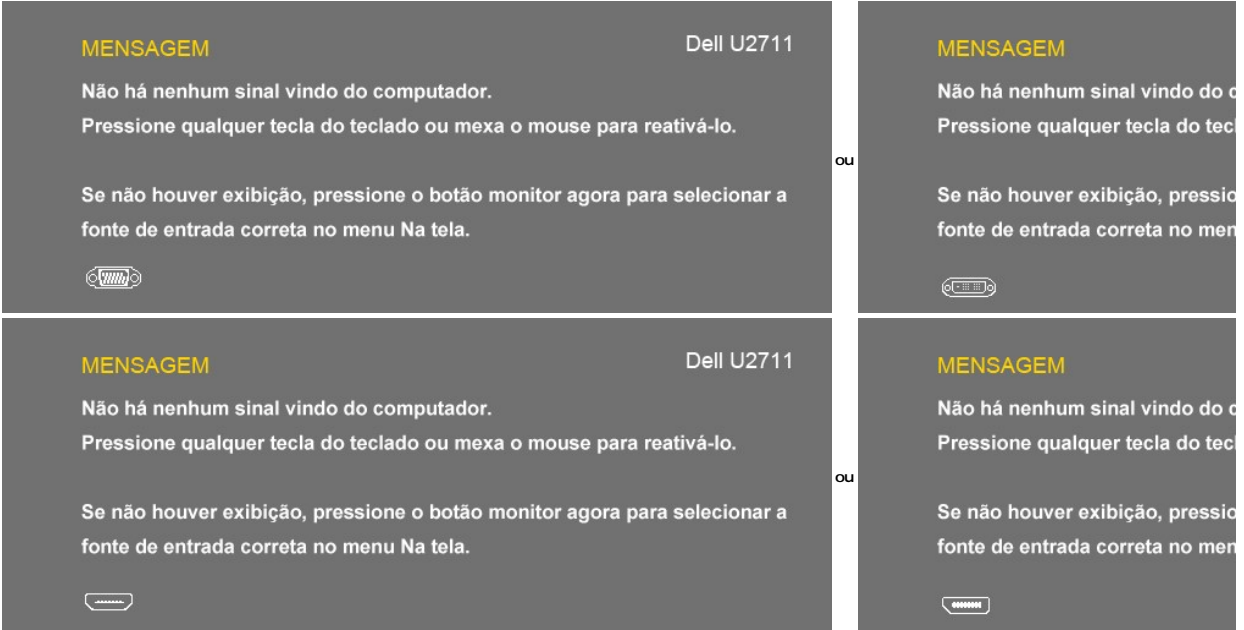 MENSAGEM Dell U2711
Não há nenhum sinal vindo do computador.
Pressione qualquer tecla do teclado ou mexa o mouse para reativá-lo.
Se não houver exibição, pressione o botão monitor agora para selecionar a
fonte de entrada correta no menu Na tela.
ou
MENSAGEM
Não há nenhum sinal vindo do
Pressione qualquer tecla do
Se não houver exibição,
fonte de entrada correta no
MENSAGEM Dell U2711
Não há nenhum sinal vindo do computador.
Pressione qualquer tecla do teclado ou mexa o mouse para reativá-lo.
Se não houver exibição, pressione o botão monitor agora para selecionar a
fonte de entrada correta no menu Na tela.
ou
MENSAGEM
Não há nenhum sinal vindo do
Pressione qualquer tecla do
Se não houver exibição,
fonte de entrada correta no